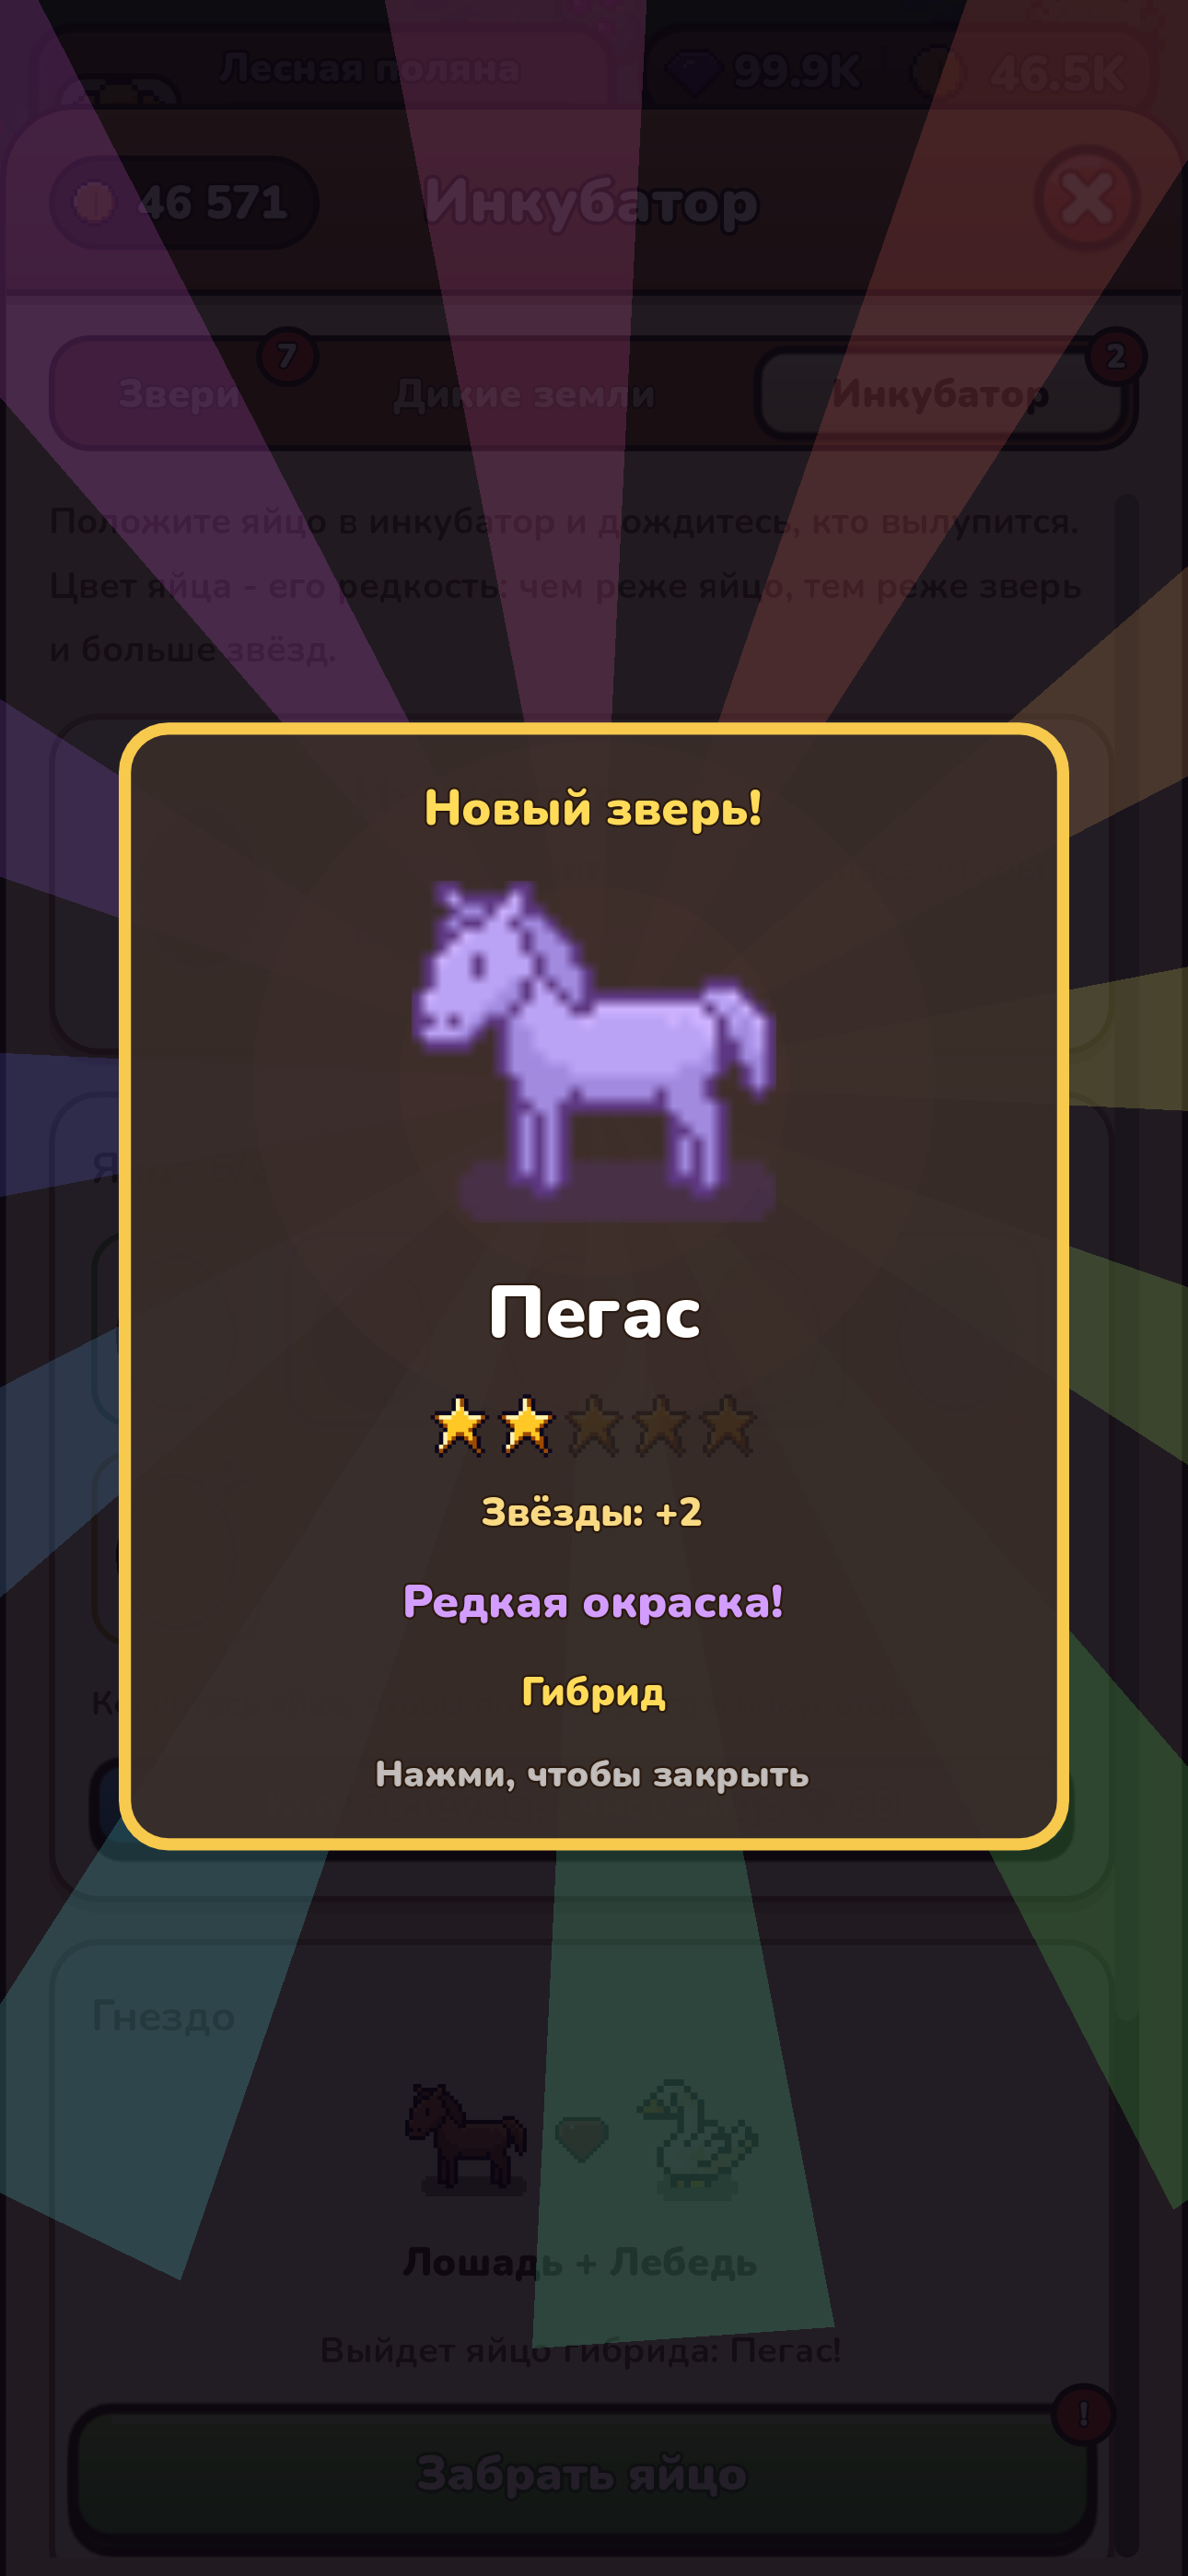 Лесная поляна
99.9K
46.5K
46 571
Инкубатор
Звери
7
Дикие земли
Инкубатор
2
Положите яйцо в инкубатор и дождитесь, кто вылупится.
Цвет яйца - его редкость: чем реже яйцо, тем реже зверь
и больше звёзд.
Новый зверь!
Пегас
Звёзды: +2
Редкая окраска!
Гибрид
Нажми, чтобы закрыть
Гнездо
Лошадь + Лебедь
Выйдет яйцо гибрида: Пегас!
!
Забрать яйцо